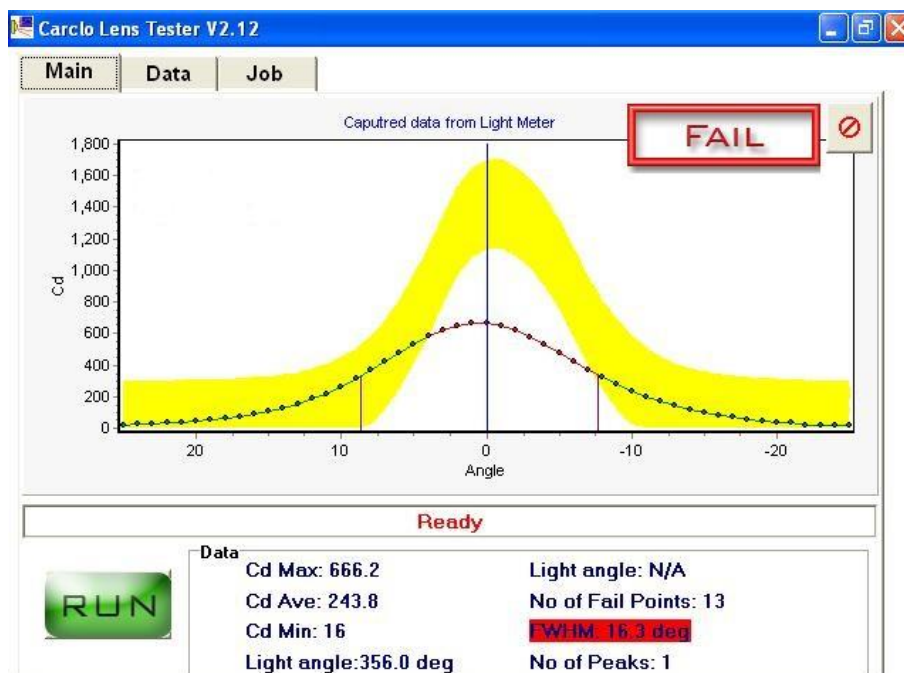 Carclo Lens Tester V2.12
Main Data Job
Caputred data from Light Meter
FAIL
1,800
1,600
1,400
1,200
1,000
800
600
400
200
0
Cd
20 10 0 -10 -20
Angle
Ready
RUN
Data
Cd Max: 666.2 Light angle: N/A
Cd Ave: 243.8 No of Fail Points: 13
Cd Min: 16 FWHM: 16.3 deg
Light angle:356.0 deg No of Peaks: 1